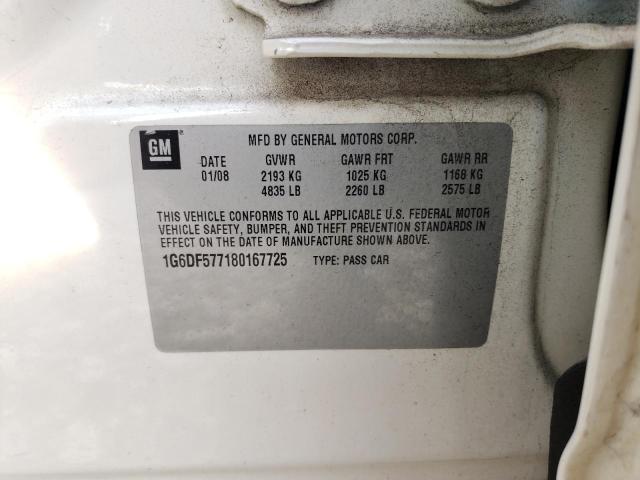 GM
MFD BY GENERAL MOTORS CORP.
DATE GVWR GAWR FRT GAWR RR
01/08 2193 KG 1025 KG 1168 KG
4835 LB 2260 LB 2575 LB
THIS VEHICLE CONFORMS TO ALL APPLICABLE U.S. FEDERAL MOTOR
VEHICLE SAFETY, BUMPER, AND THEFT PREVENTION STANDARDS IN
EFFECT ON THE DATE OF MANUFACTURE SHOWN ABOVE.
1G6DF577180167725 TYPE: PASS CAR